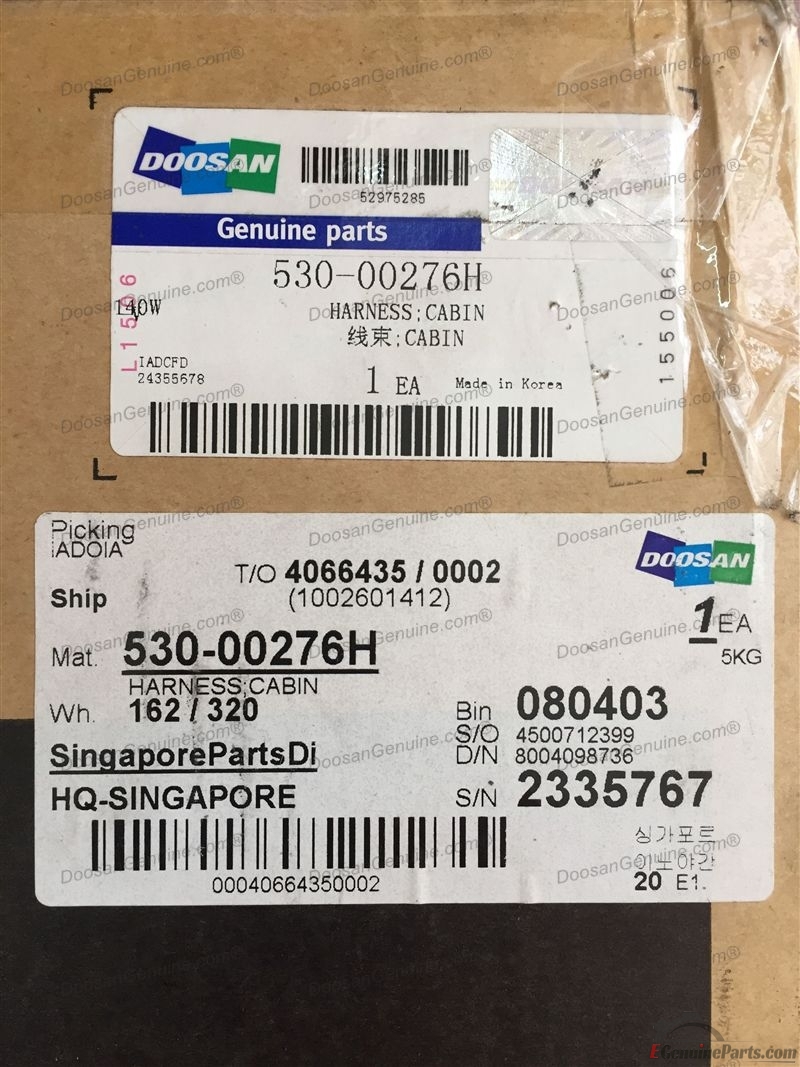 DOOSAN
52975285
Genuine parts
530-00276H
140W
HARNESS;CABIN
线束;CABIN
IADCFD
24355678
1 EA
Made in Korea
155006
Picking
IADOIA
T/O 4066435 / 0002
(1002601412)
DOOSAN
Ship
1 EA
5KG
Mat. 530-00276H
HARNESS;CABIN
Wh. 162 / 320
Bin 080403
S/O 4500712399
D/N 8004098736
SingaporePartsDi
HQ-SINGAPORE
S/N 2335767
싱가포르
00040664350002
20 E1.
DoosanGenuine.com®
EGenuineParts.com